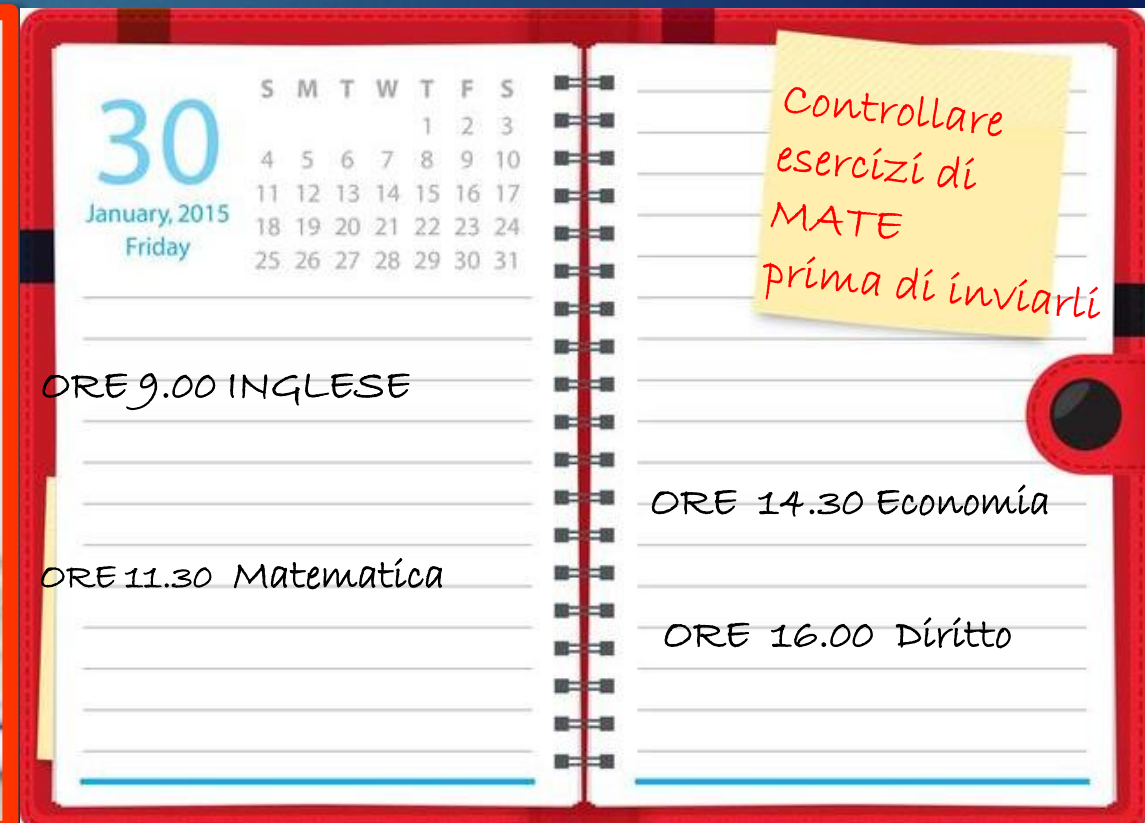 30
January, 2015
Friday
S M T W T F S
1 2 3
4 5 6 7 8 9 10
11 12 13 14 15 16 17
18 19 20 21 22 23 24
25 26 27 28 29 30 31
ORE 9.00 INGLESE
ORE 11.30 Matematica
Controllare
esercizi di
MATE
prima di inviarli
ORE 14.30 Economia
ORE 16.00 Diritto